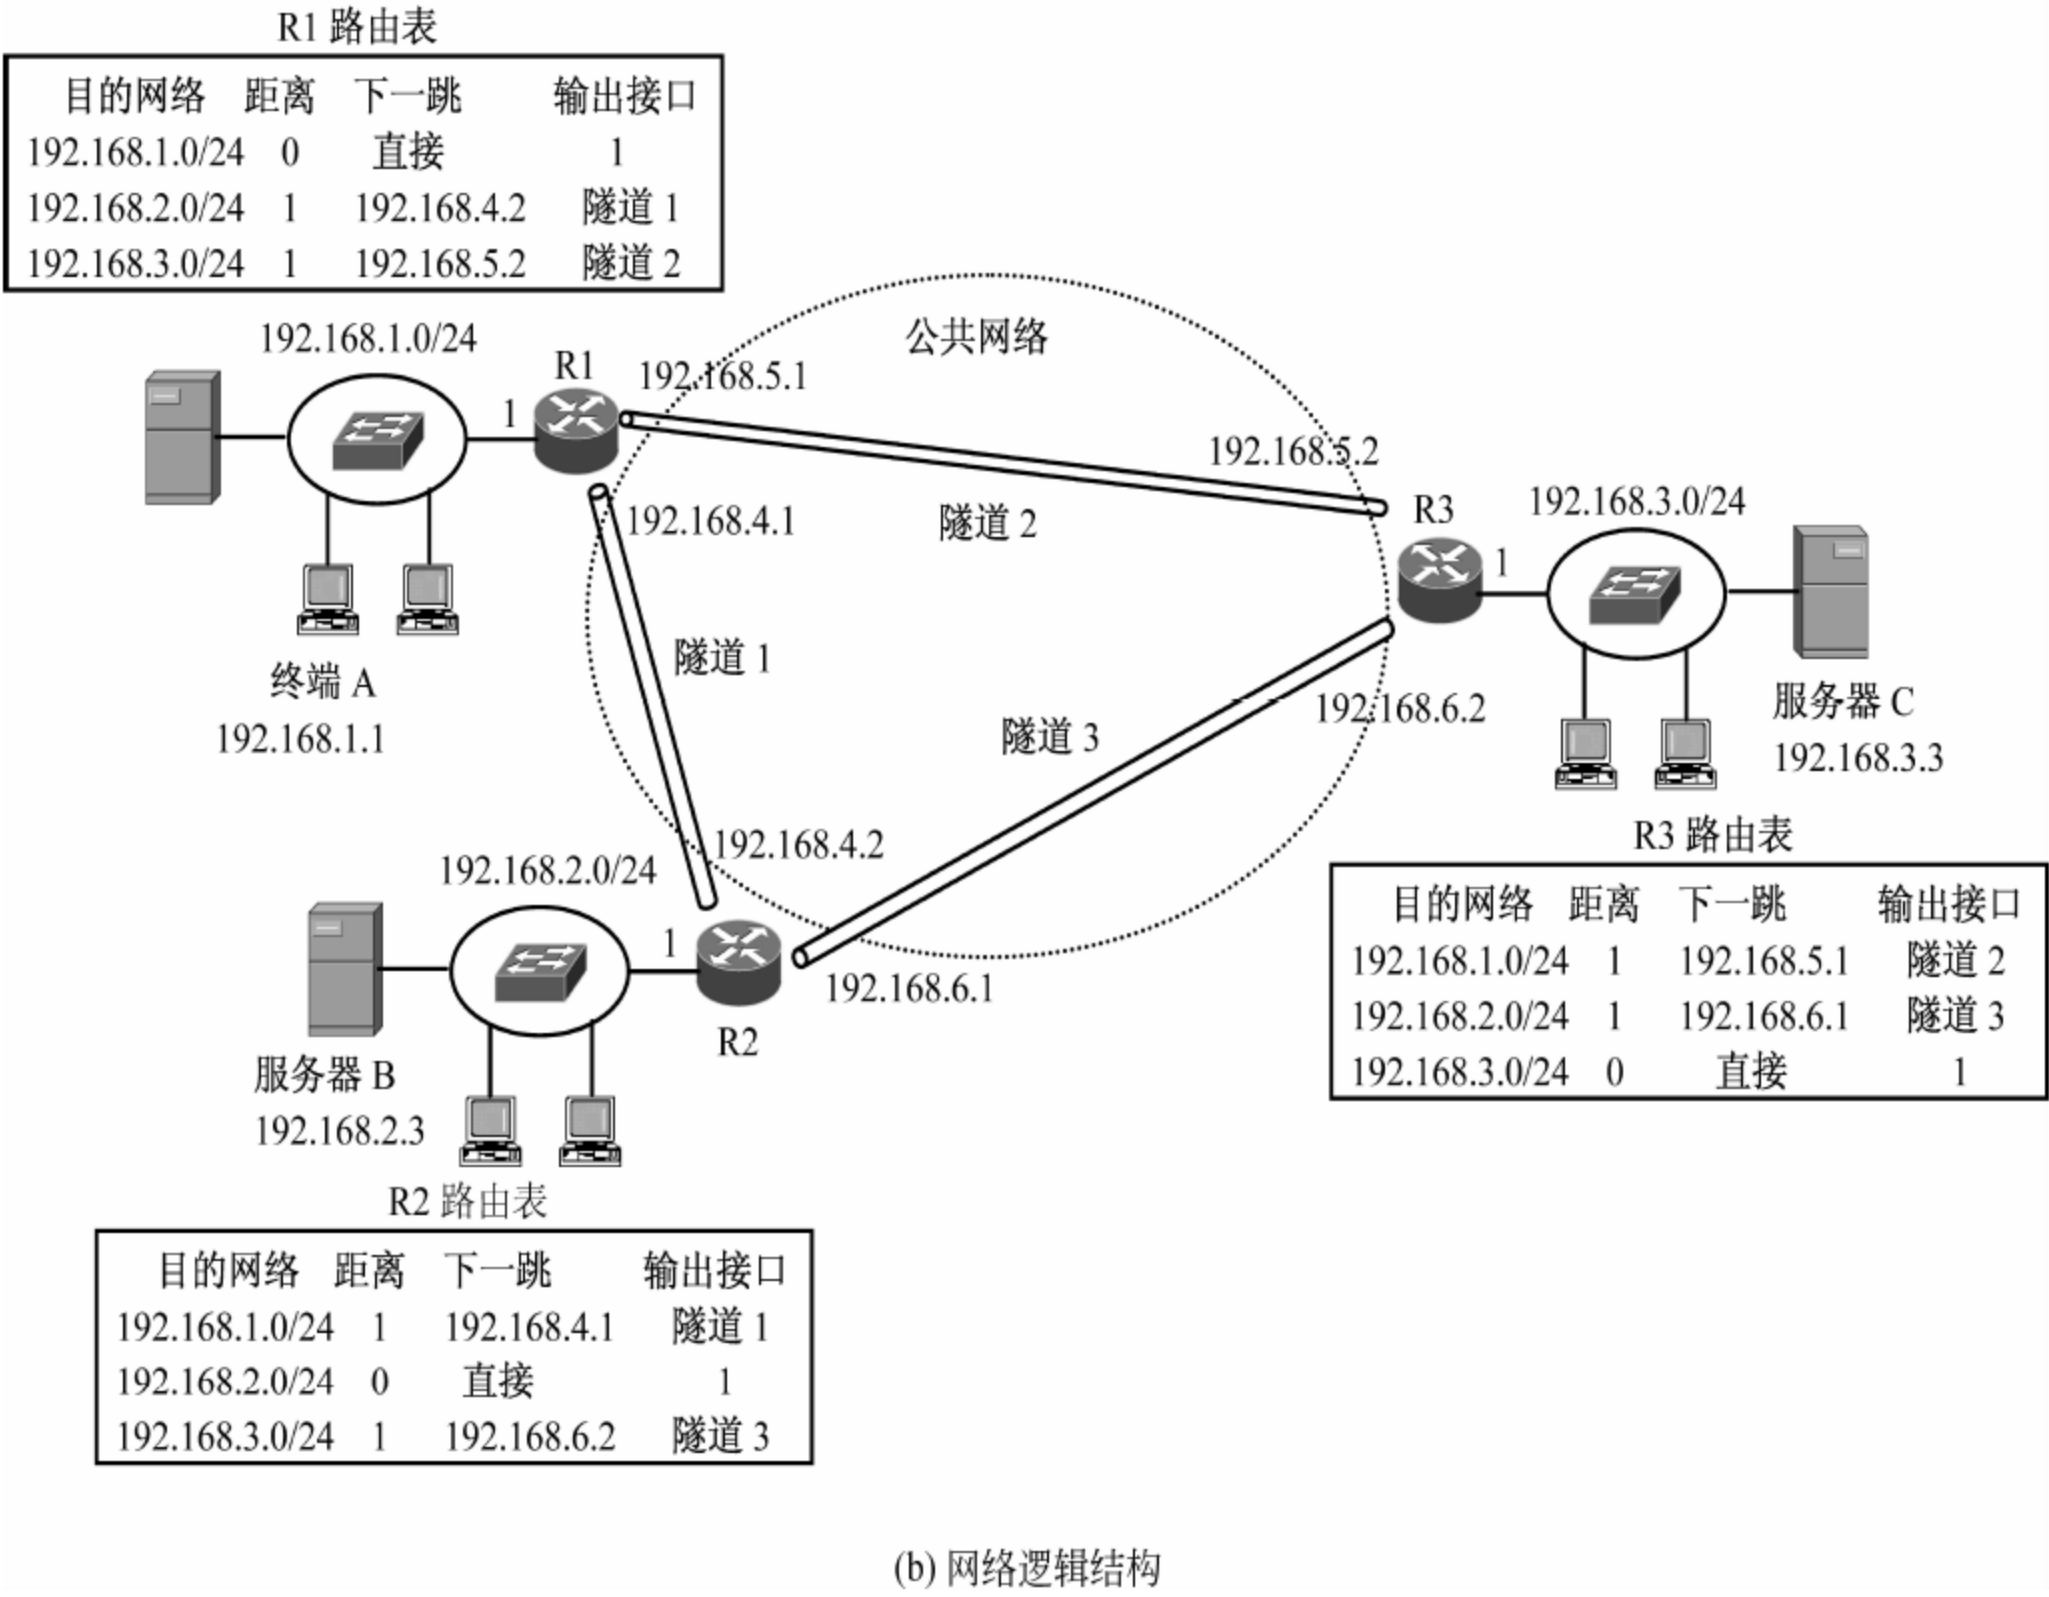 R1 路由表
目的网络 距离 下一跳 输出接口
192.168.1.0/24 0 直接 1
192.168.2.0/24 1 192.168.4.2 隧道 1
192.168.3.0/24 1 192.168.5.2 隧道 2
192.168.1.0/24
R1
1
192.168.5.1
公共网络
192.168.5.2
192.168.4.1
隧道 2
R3
1
192.168.3.0/24
终端 A
192.168.1.1
隧道 1
隧道 3
192.168.6.2
服务器 C
192.168.3.3
192.168.4.2
192.168.2.0/24
1
R2
192.168.6.1
服务器 B
192.168.2.3
R3 路由表
目的网络 距离 下一跳 输出接口
192.168.1.0/24 1 192.168.5.1 隧道 2
192.168.2.0/24 1 192.168.6.1 隧道 3
192.168.3.0/24 0 直接 1
R2 路由表
目的网络 距离 下一跳 输出接口
192.168.1.0/24 1 192.168.4.1 隧道 1
192.168.2.0/24 0 直接 1
192.168.3.0/24 1 192.168.6.2 隧道 3
(b) 网络逻辑结构